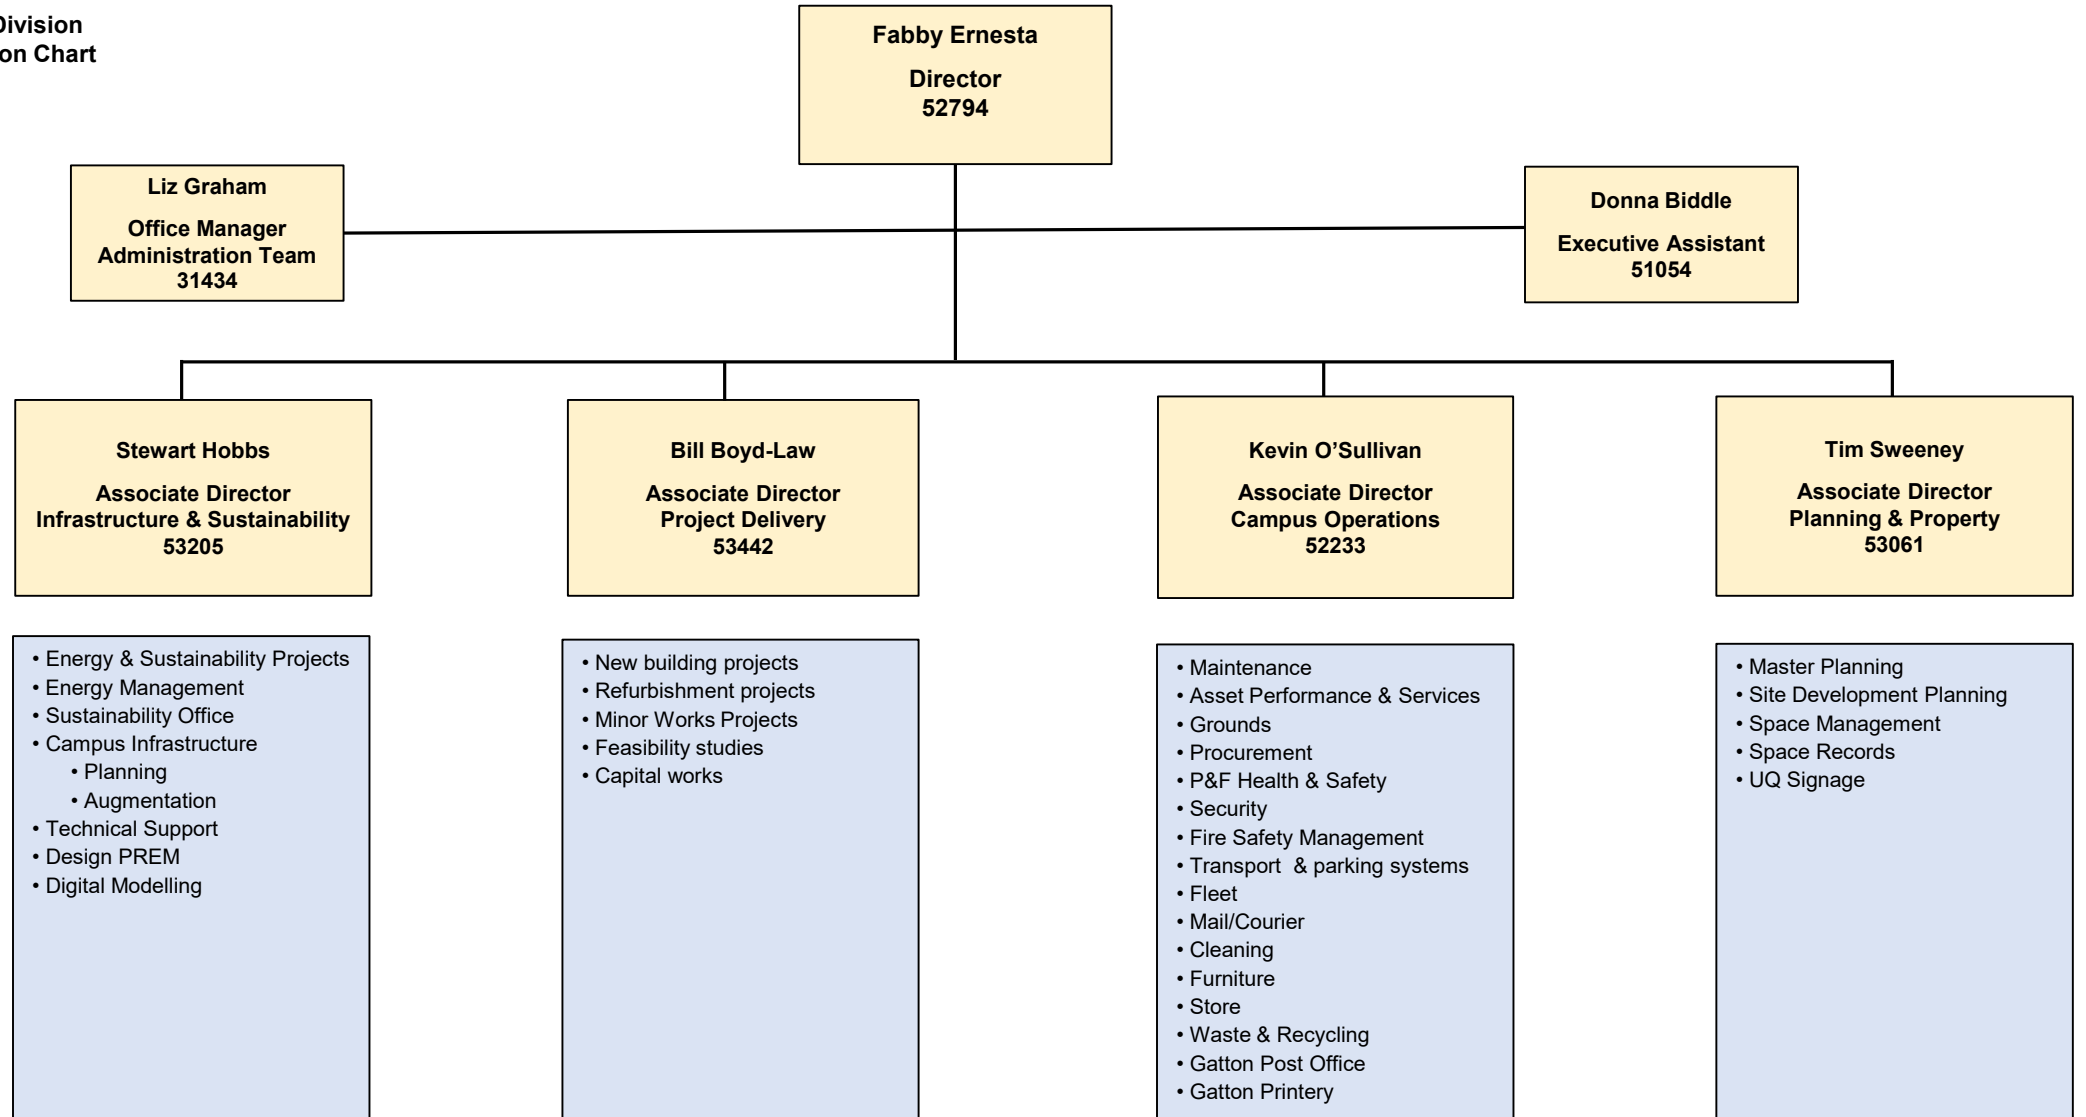 Division
on Chart
Fabby Ernesta
Director
52794
Liz Graham
Office Manager
Administration Team
31434
Donna Biddle
Executive Assistant
51054
Stewart Hobbs
Associate Director
Infrastructure & Sustainability
53205
Bill Boyd-Law
Associate Director
Project Delivery
53442
Kevin O’Sullivan
Associate Director
Campus Operations
52233
Tim Sweeney
Associate Director
Planning & Property
53061
• Energy & Sustainability Projects
• Energy Management
• Sustainability Office
• Campus Infrastructure
• Planning
• Augmentation
• Technical Support
• Design PREM
• Digital Modelling
• New building projects
• Refurbishment projects
• Minor Works Projects
• Feasibility studies
• Capital works
• Maintenance
• Asset Performance & Services
• Grounds
• Procurement
• P&F Health & Safety
• Security
• Fire Safety Management
• Transport & parking systems
• Fleet
• Mail/Courier
• Cleaning
• Furniture
• Store
• Waste & Recycling
• Gatton Post Office
• Gatton Printery
• Master Planning
• Site Development Planning
• Space Management
• Space Records
• UQ Signage